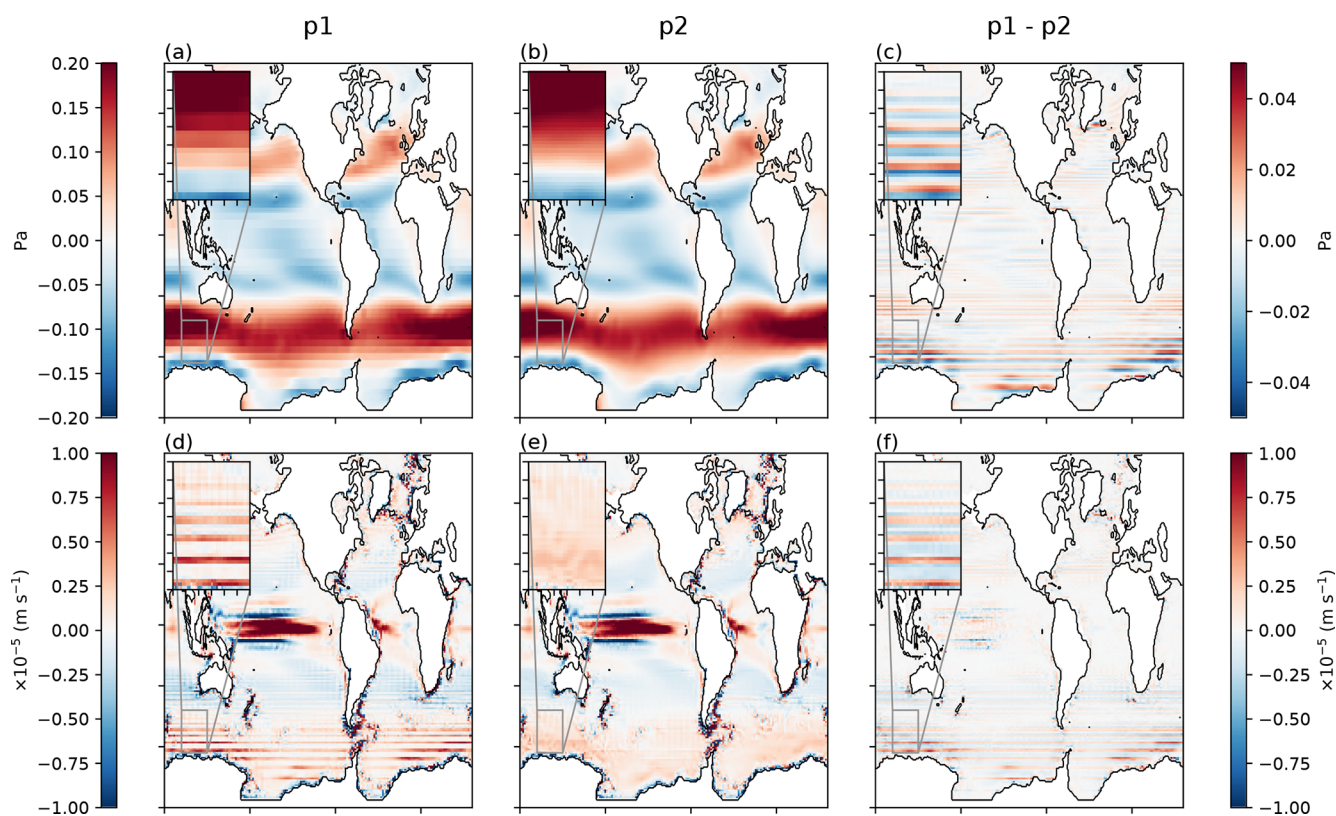 p1
p2
p1 - p2
(a)
(b)
(c)
0.20
0.15
0.10
0.05
0.00
−0.05
−0.10
−0.15
−0.20
Pa
0.04
0.02
0.00
−0.02
−0.04
Pa
(d)
(e)
(f)
1.00
0.75
0.50
0.25
0.00
−0.25
−0.50
−0.75
−1.00
×10⁻⁵ (m s⁻¹)
1.00
0.75
0.50
0.25
0.00
−0.25
−0.50
−0.75
−1.00
×10⁻⁵ (m s⁻¹)